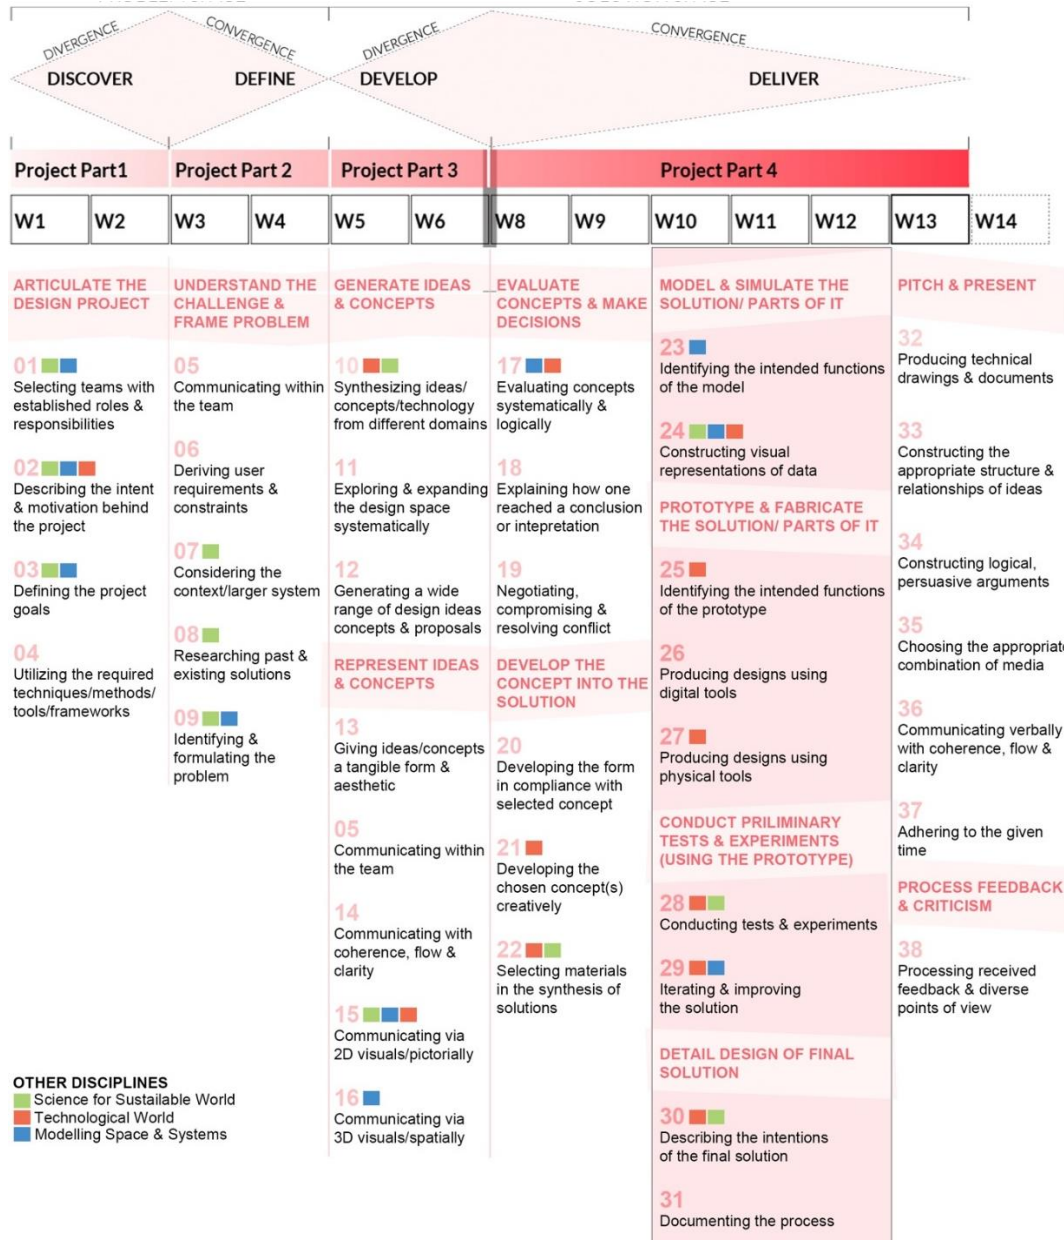 DIVERGENCE
CONVERGENCE
DIVERGENCE
CONVERGENCE
DISCOVER
DEFINE
DEVELOP
DELIVER
Project Part1
Project Part 2
Project Part 3
Project Part 4
W1
W2
W3
W4
W5
W6
W8
W9
W10
W11
W12
W13
W14
ARTICULATE THE
DESIGN PROJECT
01
Selecting teams with
established roles &
responsibilities
02
Describing the intent
& motivation behind
the project
03
Defining the project
goals
04
Utilizing the required
techniques/methods/
tools/frameworks
UNDERSTAND THE
CHALLENGE &
FRAME PROBLEM
05
Communicating within
the team
06
Deriving user
requirements &
constraints
07
Considering the
context/larger system
08
Researching past &
existing solutions
09
Identifying &
formulating the
problem
GENERATE IDEAS
& CONCEPTS
10
Synthesizing ideas/
concepts/technology
from different domains
11
Exploring & expanding
the design space
systematically
12
Generating a wide
range of design ideas
concepts & proposals
REPRESENT IDEAS
& CONCEPTS
13
Giving ideas/concepts
a tangible form &
aesthetic
05
Communicating within
the team
14
Communicating with
coherence, flow &
clarity
15
Communicating via
2D visuals/pictorially
16
Communicating via
3D visuals/spatially
EVALUATE
CONCEPTS & MAKE
DECISIONS
17
Evaluating concepts
systematically &
logically
18
Explaining how one
reached a conclusion
or intepretation
19
Negotiating,
compromising &
resolving conflict
DEVELOP THE
CONCEPT INTO THE
SOLUTION
20
Developing the form
in compliance with
selected concept
21
Developing the
chosen concept(s)
creatively
22
Selecting materials
in the synthesis of
solutions
MODEL & SIMULATE THE
SOLUTION/ PARTS OF IT
23
Identifying the intended functions
of the model
24
Constructing visual
representations of data
PROTOTYPE & FABRICATE
THE SOLUTION/ PARTS OF IT
25
Identifying the intended functions
of the prototype
26
Producing designs using
digital tools
27
Producing designs using
physical tools
CONDUCT PRILIMINARY
TESTS & EXPERIMENTS
(USING THE PROTOTYPE)
28
Conducting tests & experiments
29
Iterating & improving
the solution
DETAIL DESIGN OF FINAL
SOLUTION
30
Describing the intentions
of the final solution
31
Documenting the process
PITCH & PRESENT
32
Producing technical
drawings & documents
33
Constructing the
appropriate structure &
relationships of ideas
34
Constructing logical,
persuasive arguments
35
Choosing the appropriate
combination of media
36
Communicating verbally
with coherence, flow &
clarity
37
Adhering to the given
time
PROCESS FEEDBACK
& CRITICISM
38
Processing received
feedback & diverse
points of view
OTHER DISCIPLINES
Science for Sustailable World
Technological World
Modelling Space & Systems